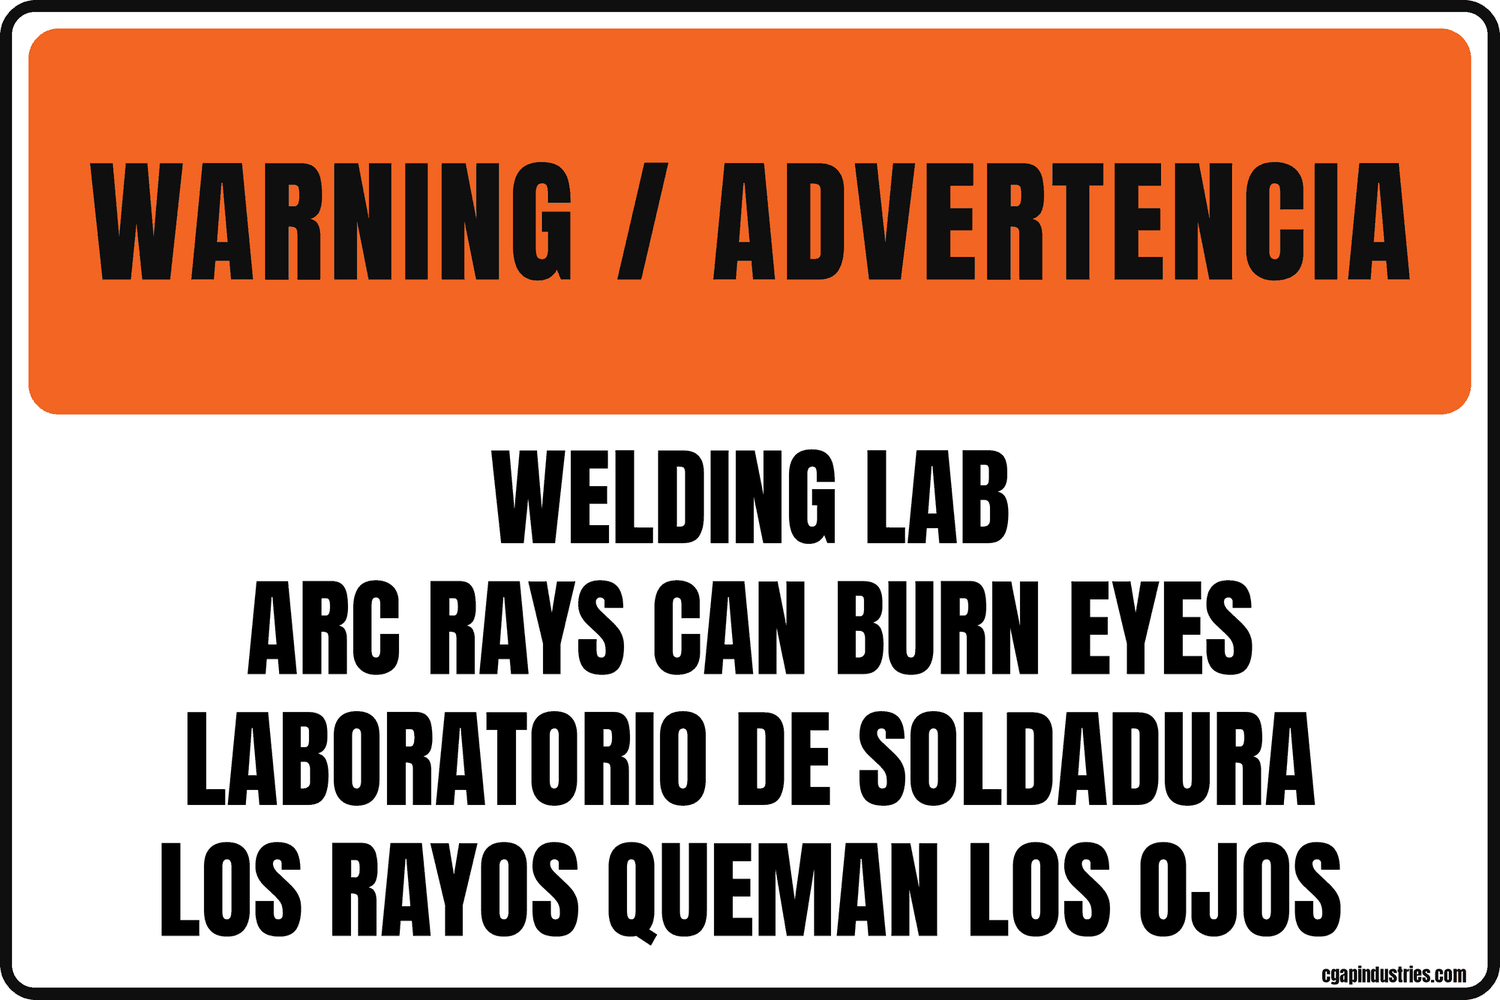 WARNING / ADVERTENCIA
WELDING LAB
ARC RAYS CAN BURN EYES
LABORATORIO DE SOLDADURA
LOS RAYOS QUEMAN LOS OJOS
cgapindustries.com